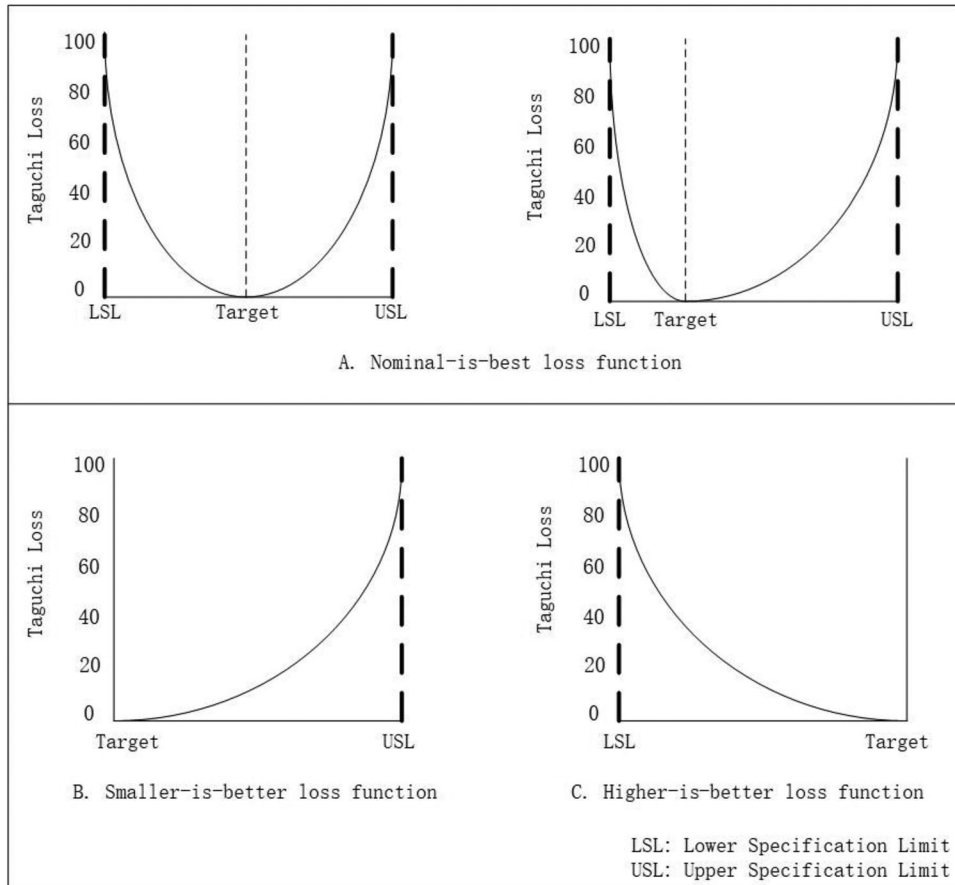 100
80
60
40
20
0
Taguchi Loss
LSL
Target
USL
100
80
60
40
20
0
Taguchi Loss
LSL
Target
USL
A. Nominal-is-best loss function
100
80
60
40
20
0
Taguchi Loss
Target
USL
B. Smaller-is-better loss function
100
80
60
40
20
0
Taguchi Loss
LSL
Target
C. Higher-is-better loss function
LSL: Lower Specification Limit
USL: Upper Specification Limit